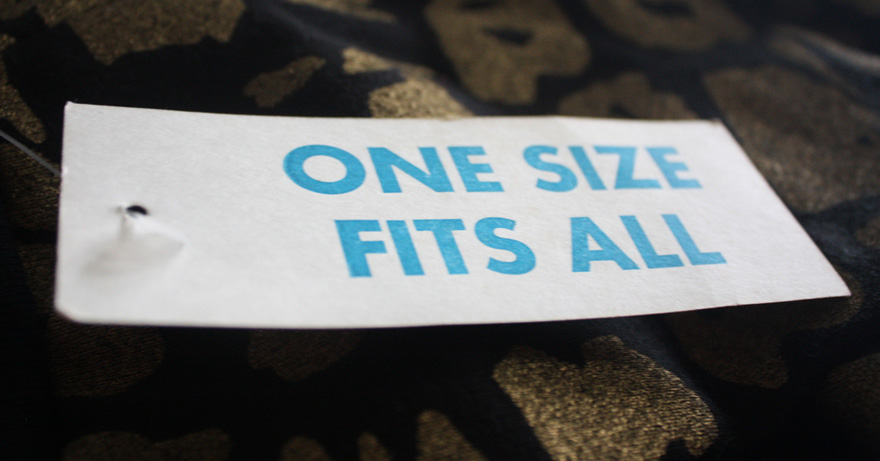 ONE SIZE
FITS ALL